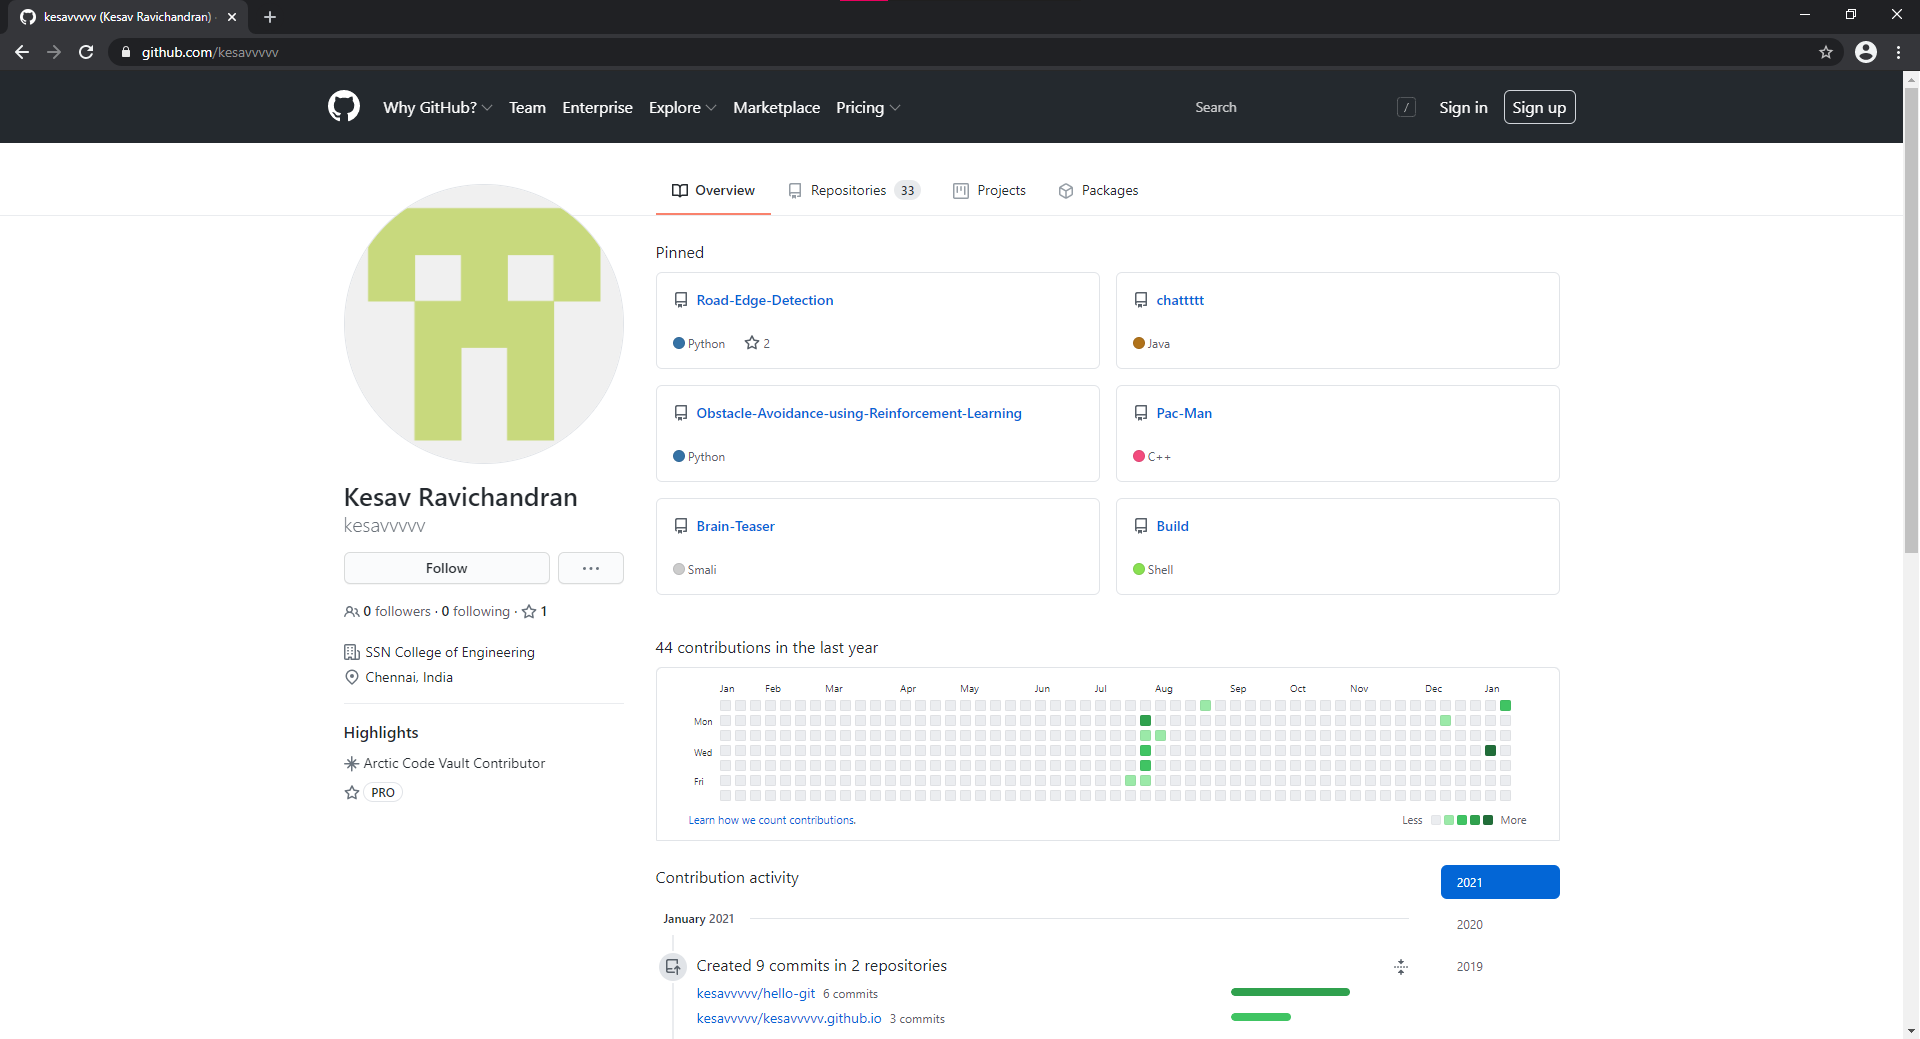 kesavvvvv (Kesav Ravichandran)
github.com/kesavvvvv
Why GitHub? Team Enterprise Explore Marketplace Pricing Search / Sign in Sign up
Overview Repositories 33 Projects Packages
Kesav Ravichandran
kesavvvvv
Follow ...
0 followers · 0 following · 1
SSN College of Engineering
Chennai, India
Highlights
Arctic Code Vault Contributor
PRO
Pinned
Road-Edge-Detection
Python 2
chattttt
Java
Obstacle-Avoidance-using-Reinforcement-Learning
Python
Pac-Man
C++
Brain-Teaser
Smali
Build
Shell
44 contributions in the last year
Jan Feb Mar Apr May Jun Jul Aug Sep Oct Nov Dec Jan
Mon
Wed
Fri
Learn how we count contributions. Less More
Contribution activity
2021
2020
2019
January 2021
Created 9 commits in 2 repositories
kesavvvvv/hello-git 6 commits
kesavvvvv/kesavvvvv.github.io 3 commits